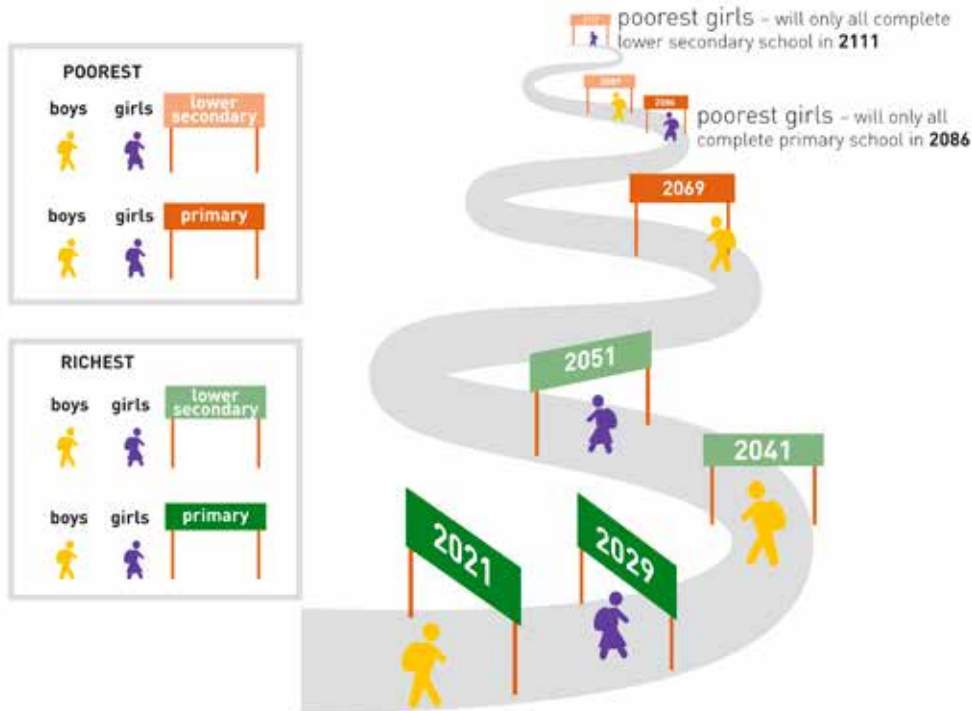 POOREST
boys girls lower secondary
boys girls primary
RICHEST
boys girls lower secondary
boys girls primary
poorest girls – will only all complete
lower secondary school in 2111
2086
poorest girls – will only all
complete primary school in 2086
2069
2051
2041
2021
2029